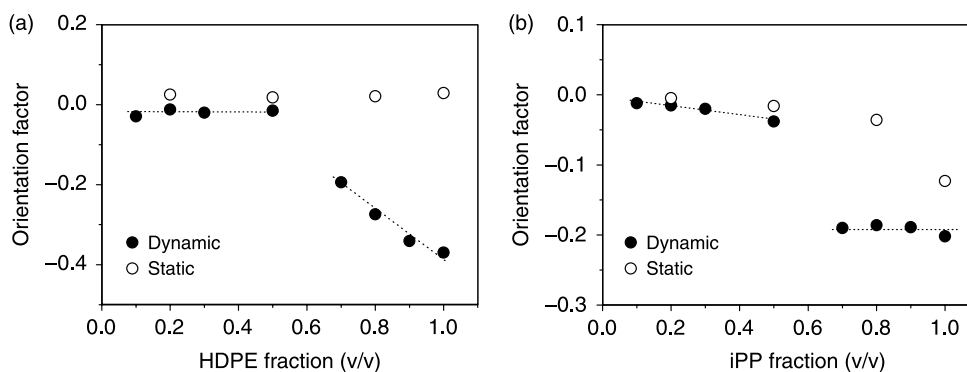 (a)
0.2
0.0
−0.2
−0.4
Orientation factor
Dynamic
Static
0.0 0.2 0.4 0.6 0.8 1.0
HDPE fraction (v/v)
(b)
0.1
0.0
−0.1
−0.2
−0.3
Orientation factor
Dynamic
Static
0.0 0.2 0.4 0.6 0.8 1.0
iPP fraction (v/v)